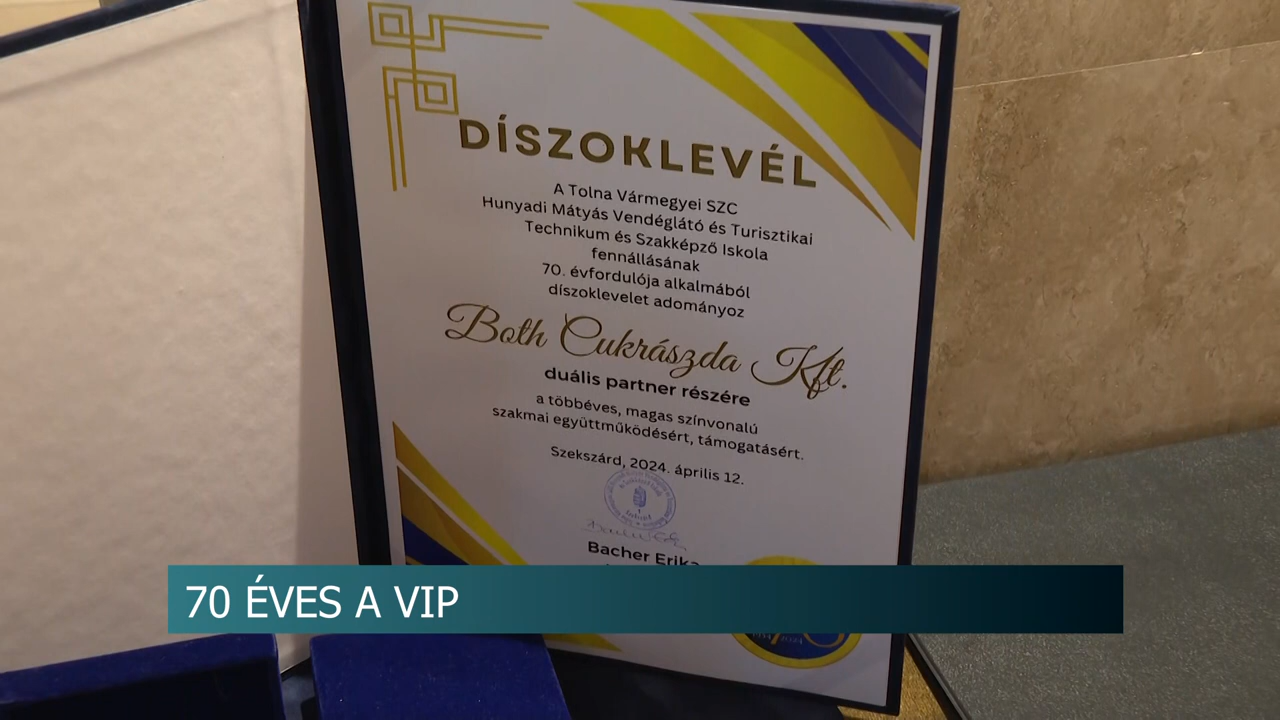 DÍSZOKLEVÉL
A Tolna Vármegyei SZC
Hunyadi Mátyás Vendéglátó és Turisztikai
Technikum és Szakképző Iskola
fennállásának
70. évfordulója alkalmából
díszoklevelet adományoz
Both Cukrászda Kft.
duális partner részére
a többéves, magas színvonalú
szakmai együttműködésért, támogatásért.
Szekszárd, 2024. április 12.
Bacher Erika
70 ÉVES A VIP